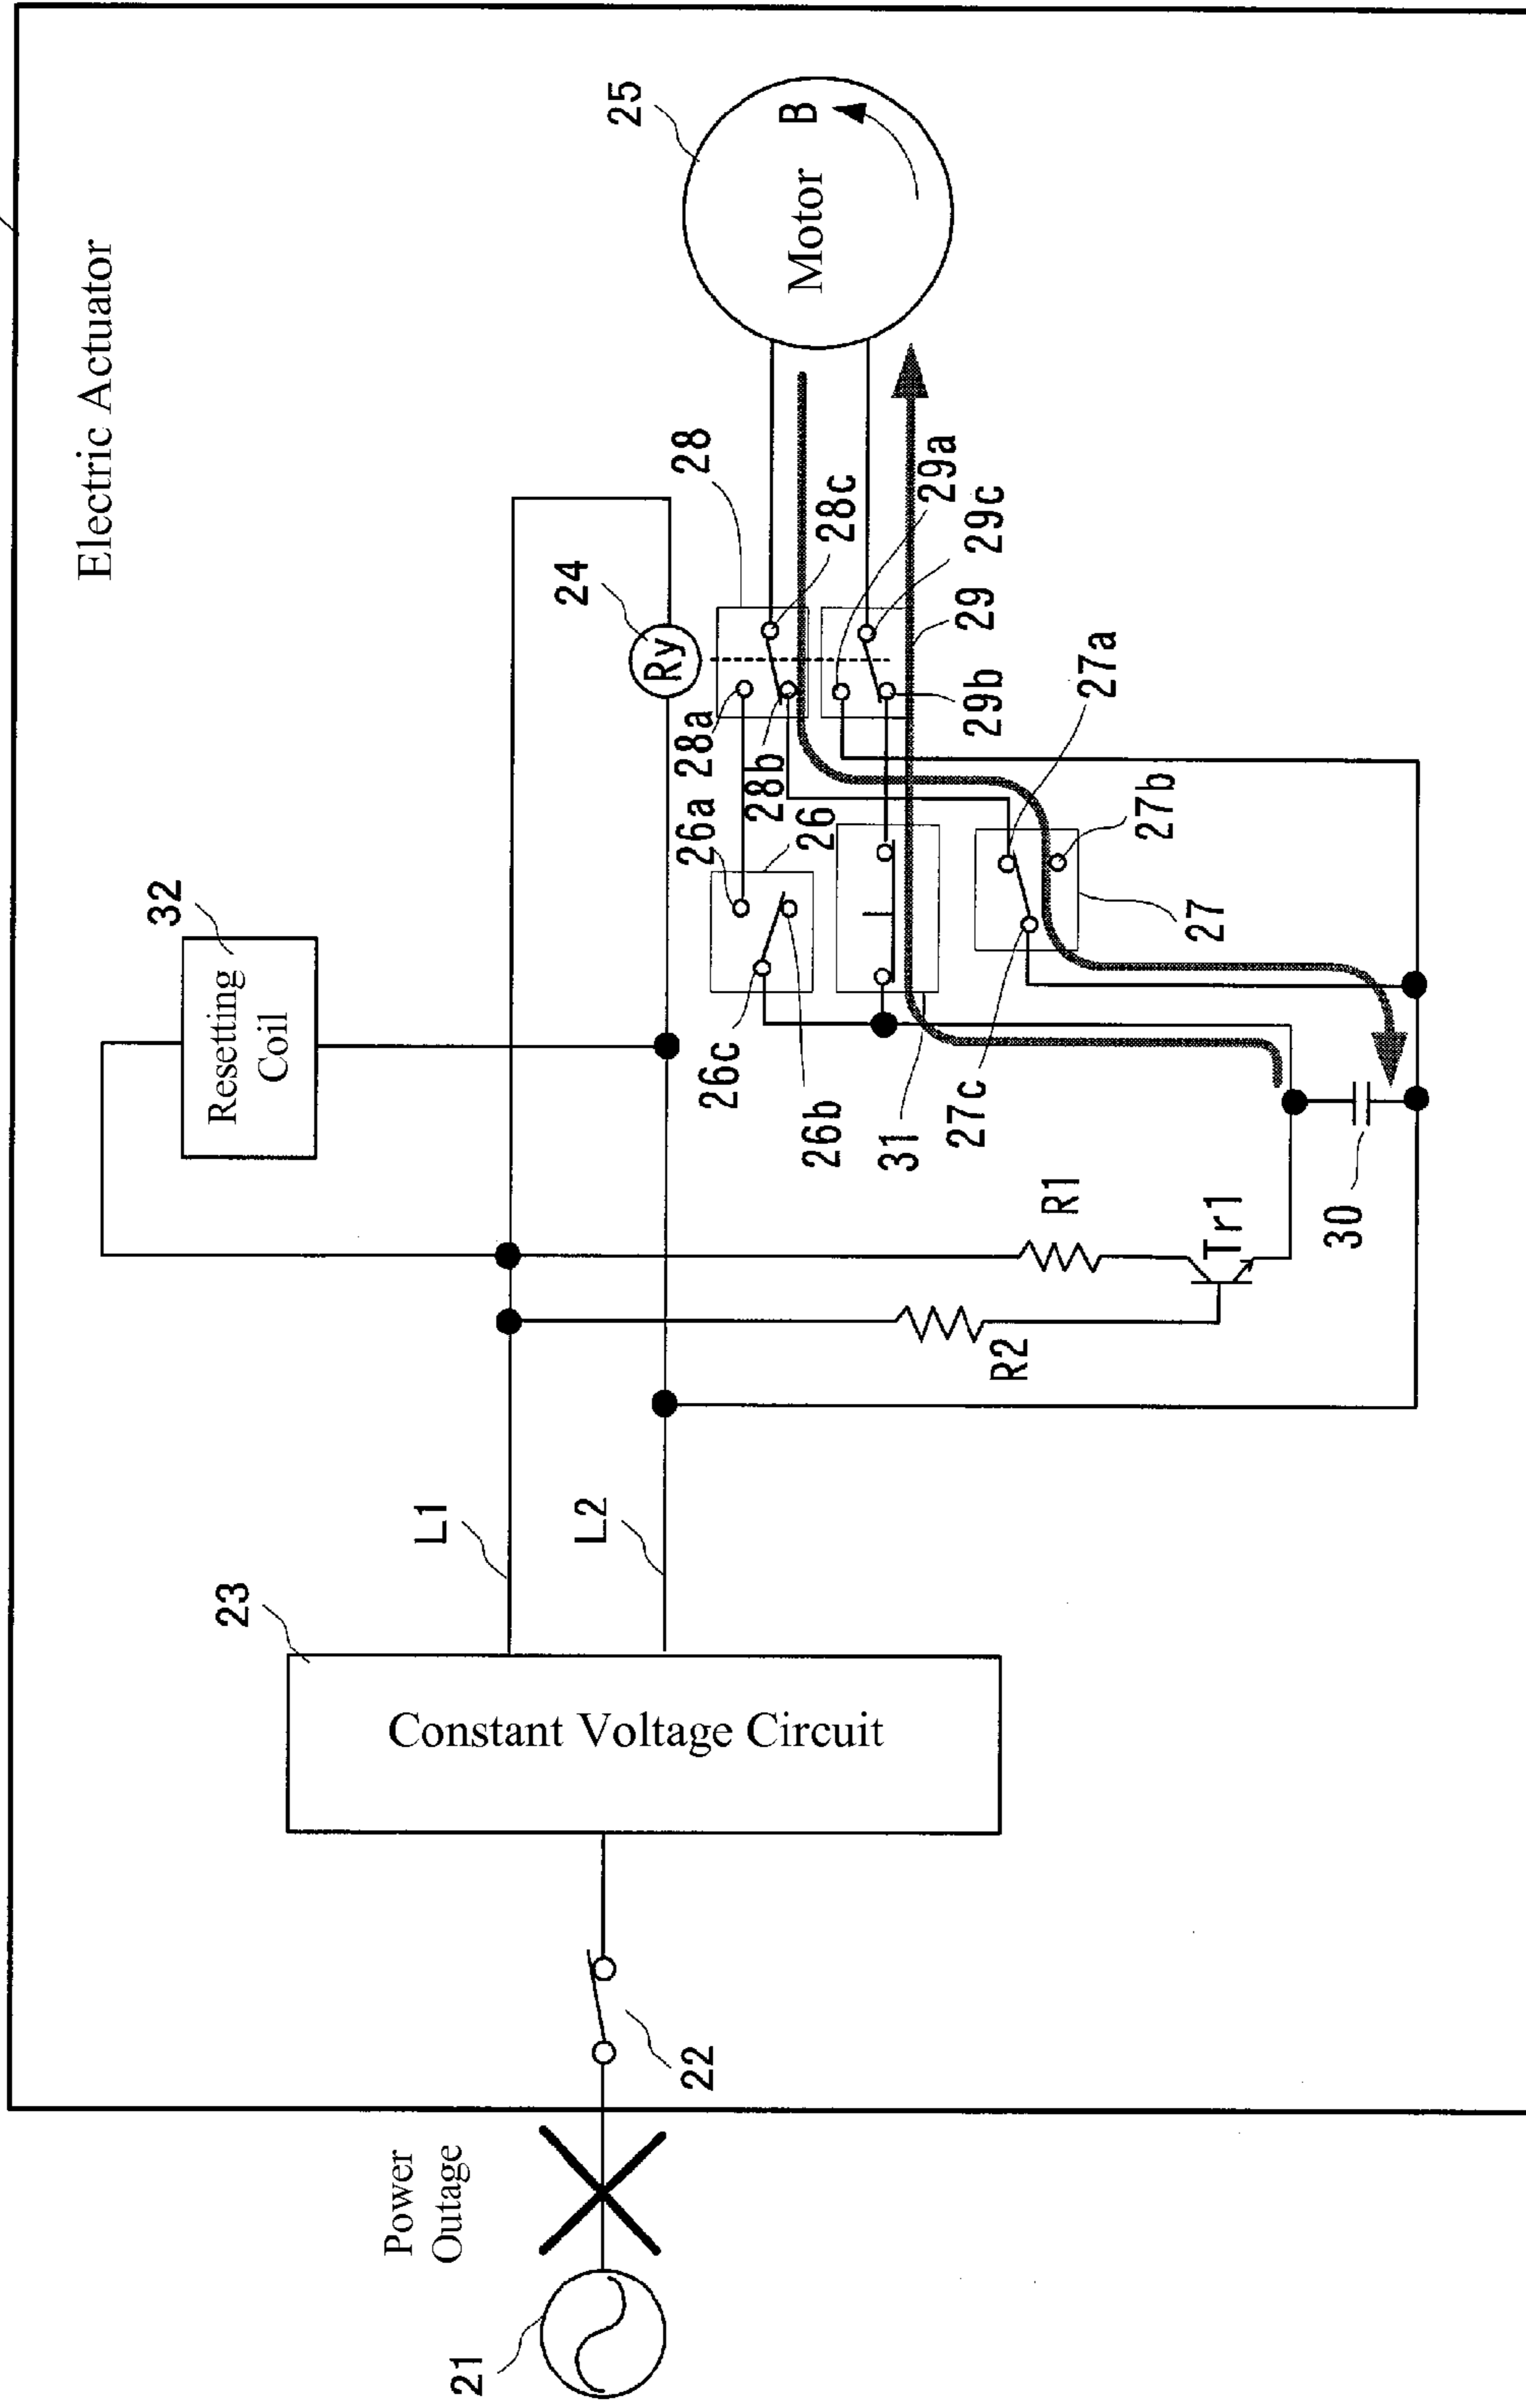 Electric Actuator
25
B
Motor
28
24
Ry
28c
29a
29c
29
28a
28b
29b
27a
32
Resetting
Coil
26a
26
27b
27
26c
26b
31
27c
30
R1
Tr1
R2
L1
L2
23
Constant Voltage Circuit
22
Power
Outage
21